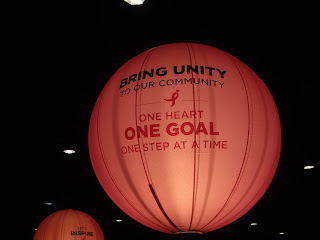 BRING UNITY
TO OUR COMMUNITY
ONE HEART
ONE GOAL
ONE STEP AT A TIME
INSPIRE